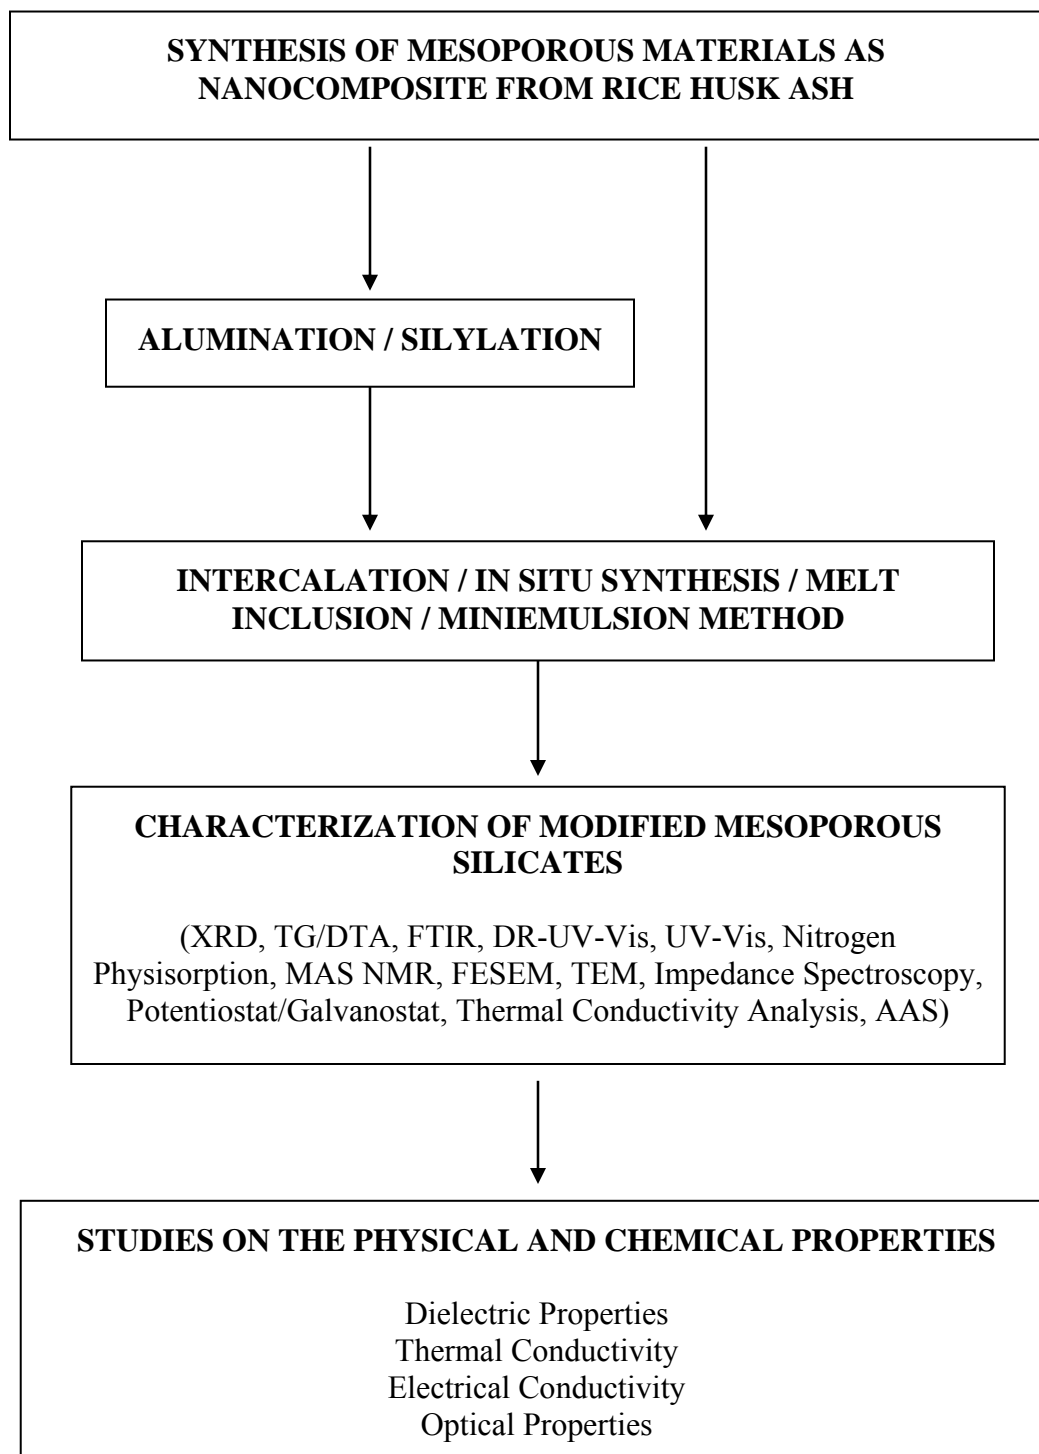 SYNTHESIS OF MESOPOROUS MATERIALS AS
NANOCOMPOSITE FROM RICE HUSK ASH
ALUMINATION / SILYLATION
INTERCALATION / IN SITU SYNTHESIS / MELT
INCLUSION / MINIEMULSION METHOD
CHARACTERIZATION OF MODIFIED MESOPOROUS
SILICATES
(XRD, TG/DTA, FTIR, DR-UV-Vis, UV-Vis, Nitrogen
Physisorption, MAS NMR, FESEM, TEM, Impedance Spectroscopy,
Potentiostat/Galvanostat, Thermal Conductivity Analysis, AAS)
STUDIES ON THE PHYSICAL AND CHEMICAL PROPERTIES
Dielectric Properties
Thermal Conductivity
Electrical Conductivity
Optical Properties